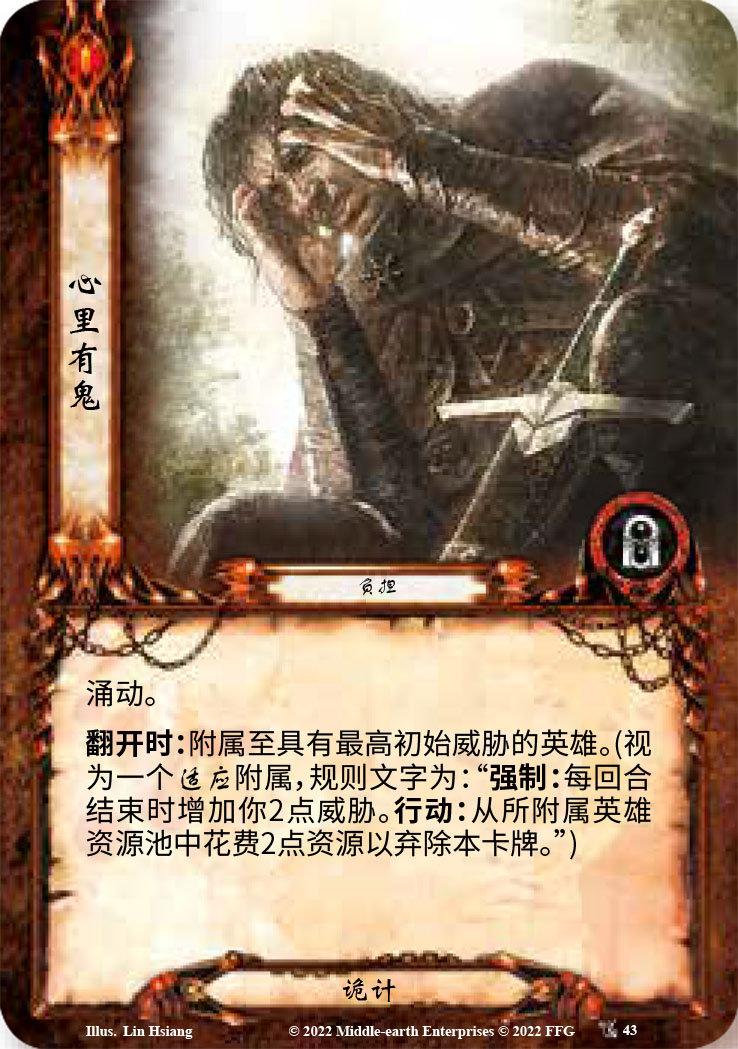 心里有鬼
负担
涌动。
翻开时：附属至具有最高初始威胁的英雄。(视
为一个适应附属，规则文字为：“强制：每回合
结束时增加你2点威胁。行动：从所附属英雄
资源池中花费2点资源以弃除本卡牌。”)
诡计
Illus. Lin Hsiang
© 2022 Middle-earth Enterprises © 2022 FFG
43